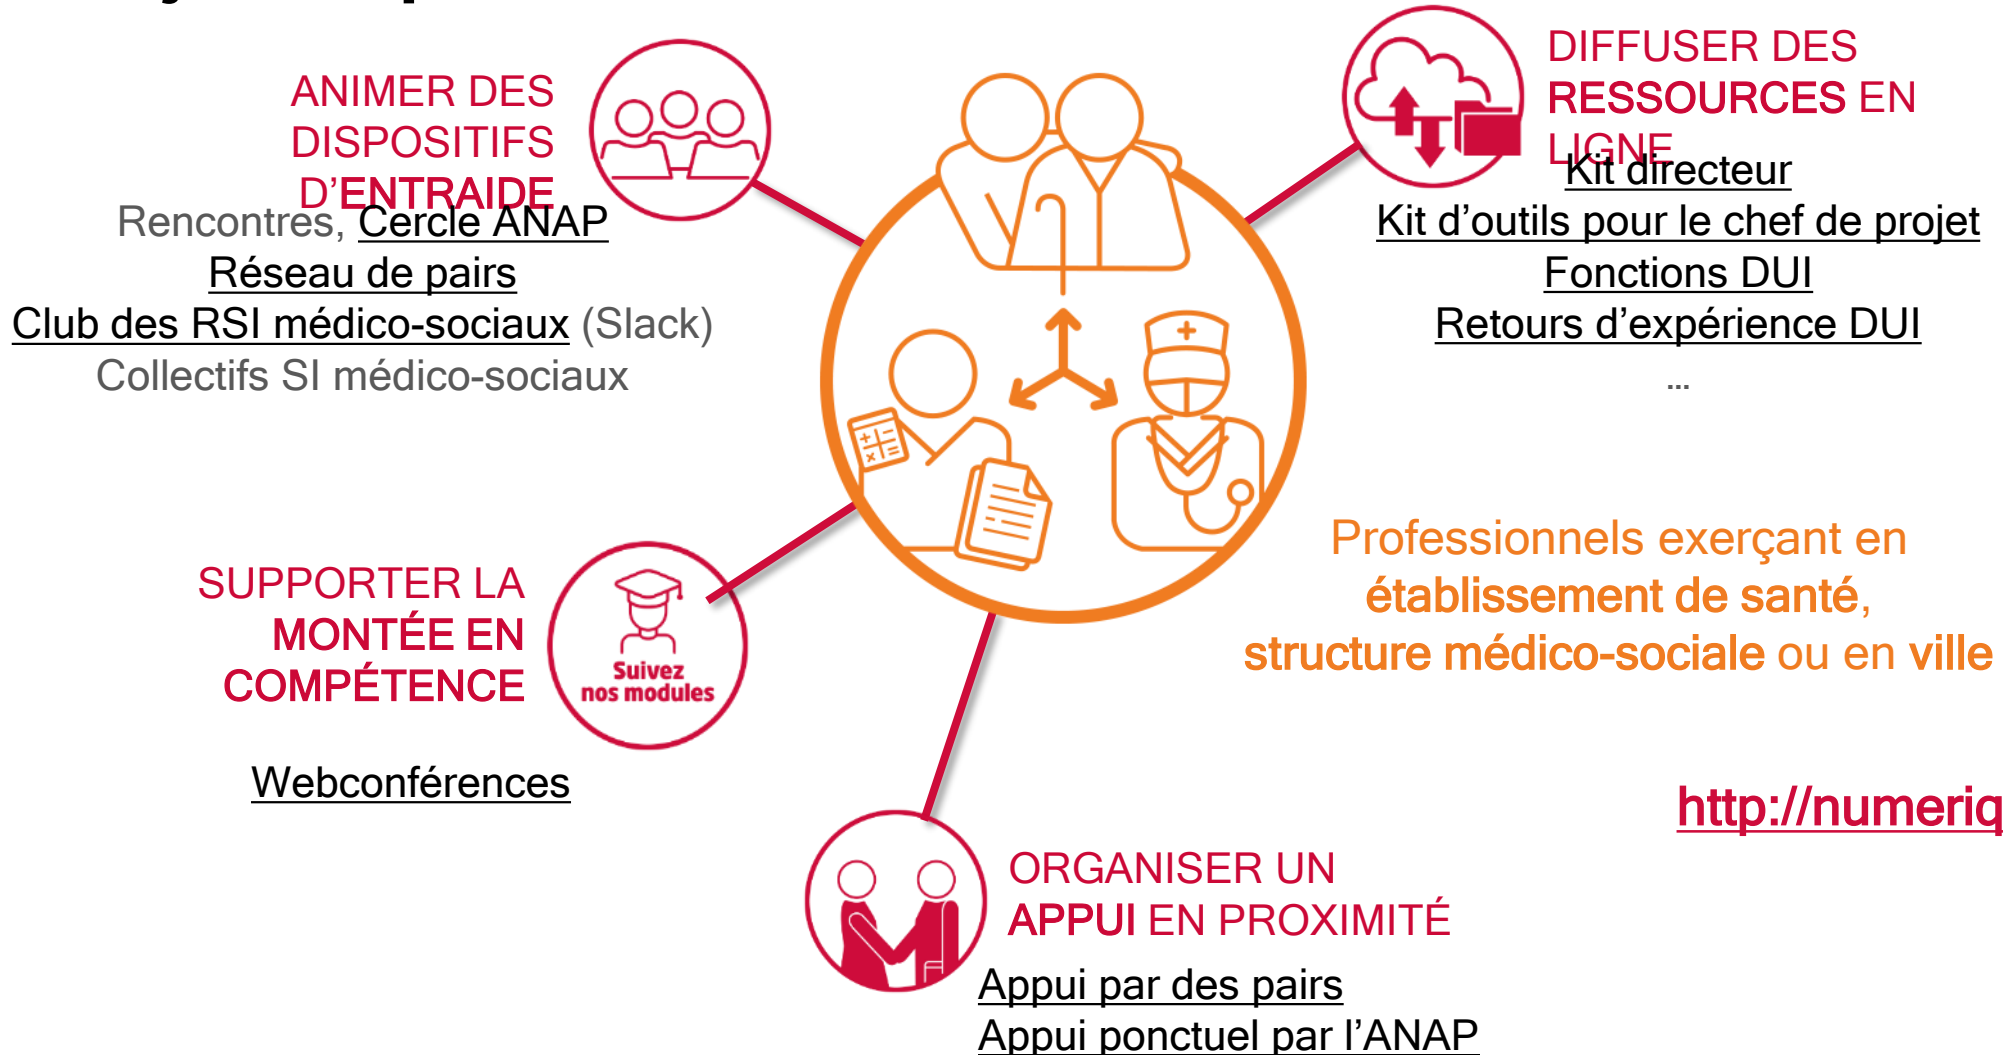 ANIMER DES
DISPOSITIFS
D’ENTRAIDE
Rencontres, Cercle ANAP
Réseau de pairs
Club des RSI médico-sociaux (Slack)
Collectifs SI médico-sociaux
DIFFUSER DES
RESSOURCES EN
LIGNE
Kit directeur
Kit d’outils pour le chef de projet
Fonctions DUI
Retours d’expérience DUI
...
SUPPORTER LA
MONTÉE EN
COMPÉTENCE
Suivez
nos modules
Webconférences
Professionnels exerçant en
établissement de santé,
structure médico-sociale ou en ville
http://numeriq
ORGANISER UN
APPUI EN PROXIMITÉ
Appui par des pairs
Appui ponctuel par l’ANAP